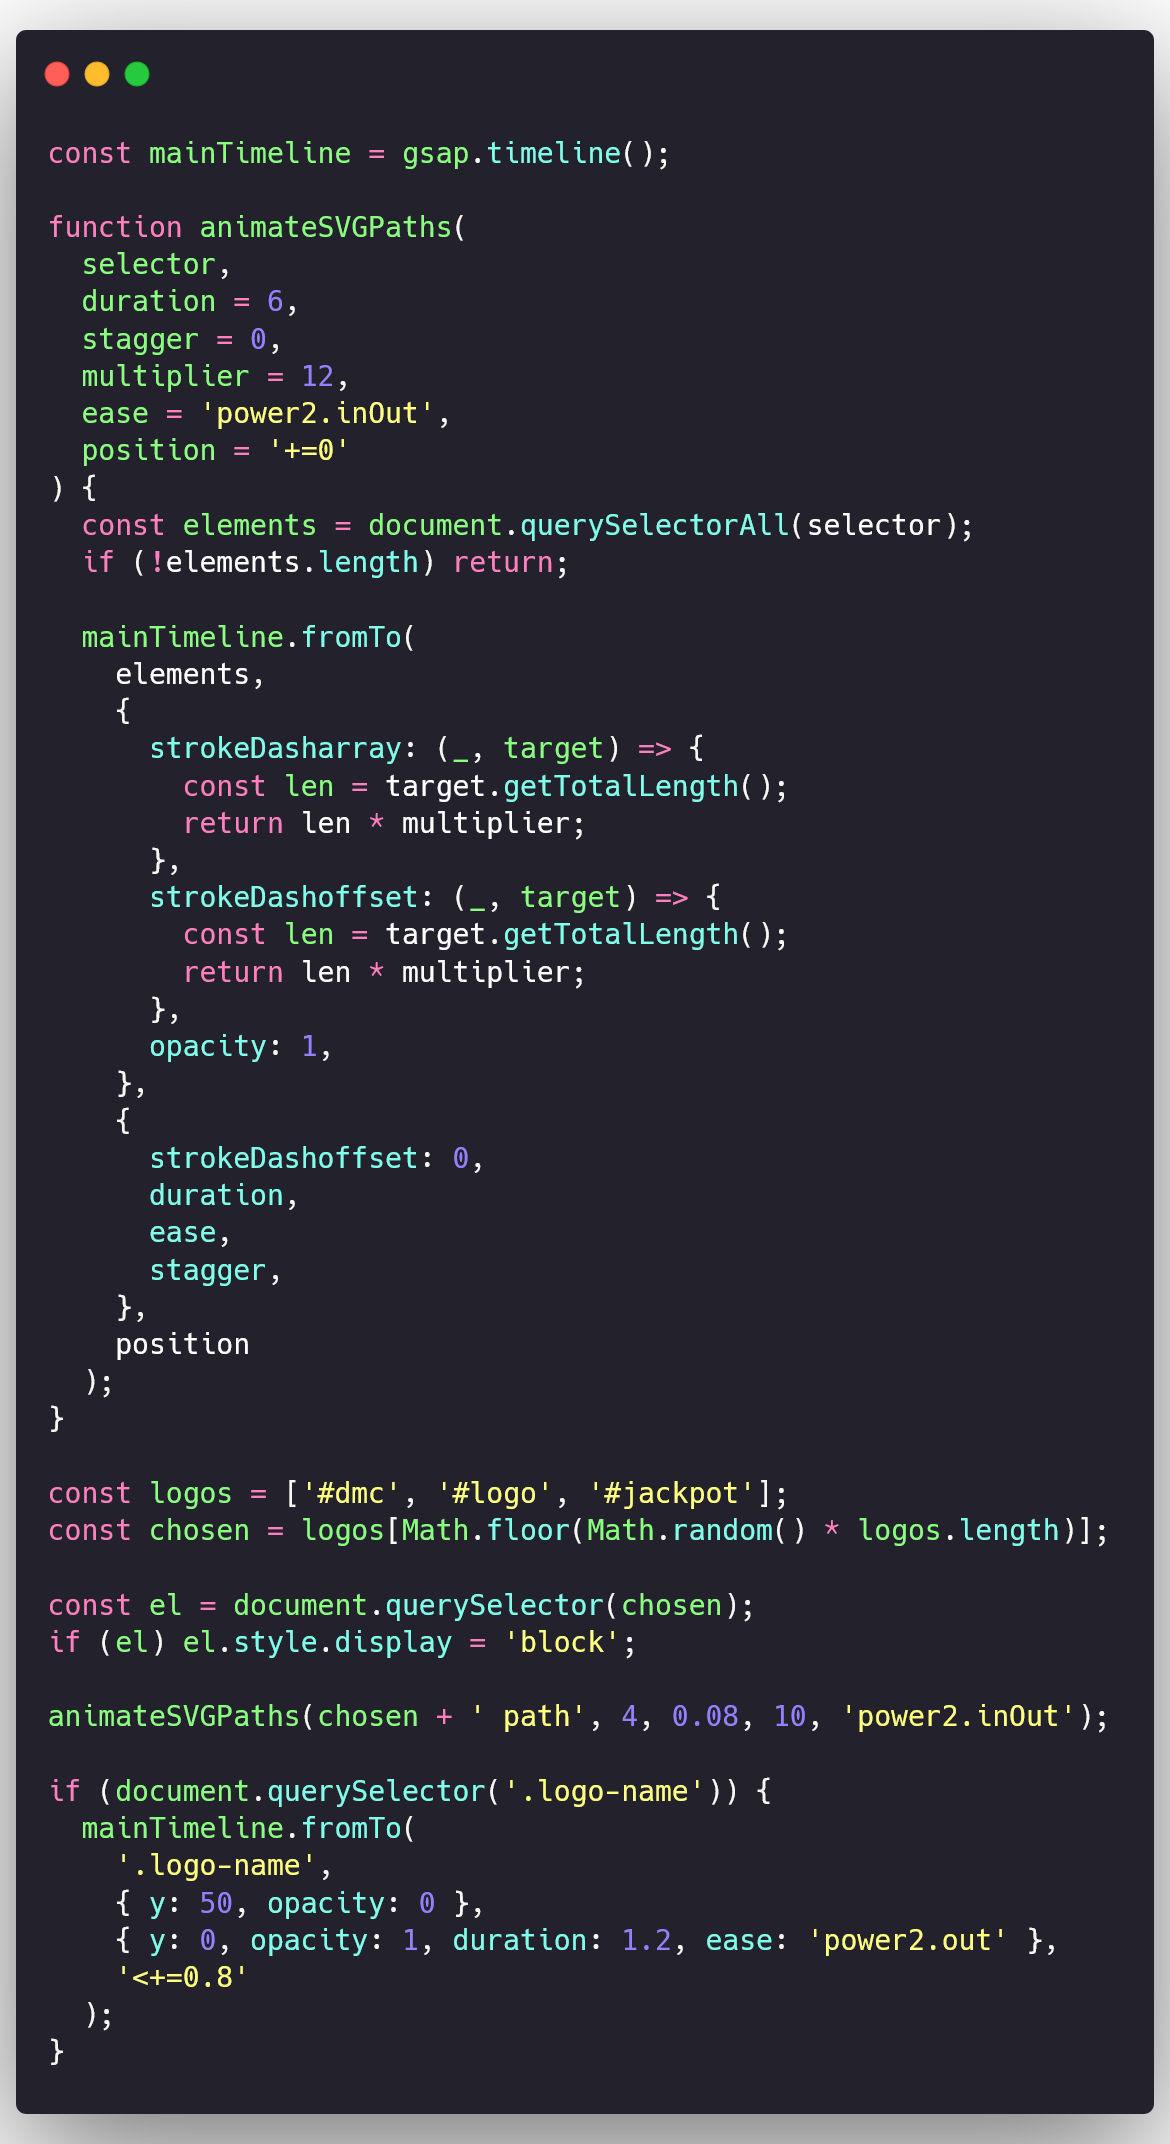 const mainTimeline = gsap.timeline();

function animateSVGPaths(
  selector,
  duration = 6,
  stagger = 0,
  multiplier = 12,
  ease = 'power2.inOut',
  position = '+=0'
) {
  const elements = document.querySelectorAll(selector);
  if (!elements.length) return;

  mainTimeline.fromTo(
    elements,
    {
      strokeDasharray: (_, target) => {
        const len = target.getTotalLength();
        return len * multiplier;
      },
      strokeDashoffset: (_, target) => {
        const len = target.getTotalLength();
        return len * multiplier;
      },
      opacity: 1,
    },
    {
      strokeDashoffset: 0,
      duration,
      ease,
      stagger,
    },
    position
  );
}

const logos = ['#dmc', '#logo', '#jackpot'];
const chosen = logos[Math.floor(Math.random() * logos.length)];

const el = document.querySelector(chosen);
if (el) el.style.display = 'block';

animateSVGPaths(chosen + ' path', 4, 0.08, 10, 'power2.inOut');

if (document.querySelector('.logo-name')) {
  mainTimeline.fromTo(
    '.logo-name',
    { y: 50, opacity: 0 },
    { y: 0, opacity: 1, duration: 1.2, ease: 'power2.out' },
    '<+=0.8'
  );
}